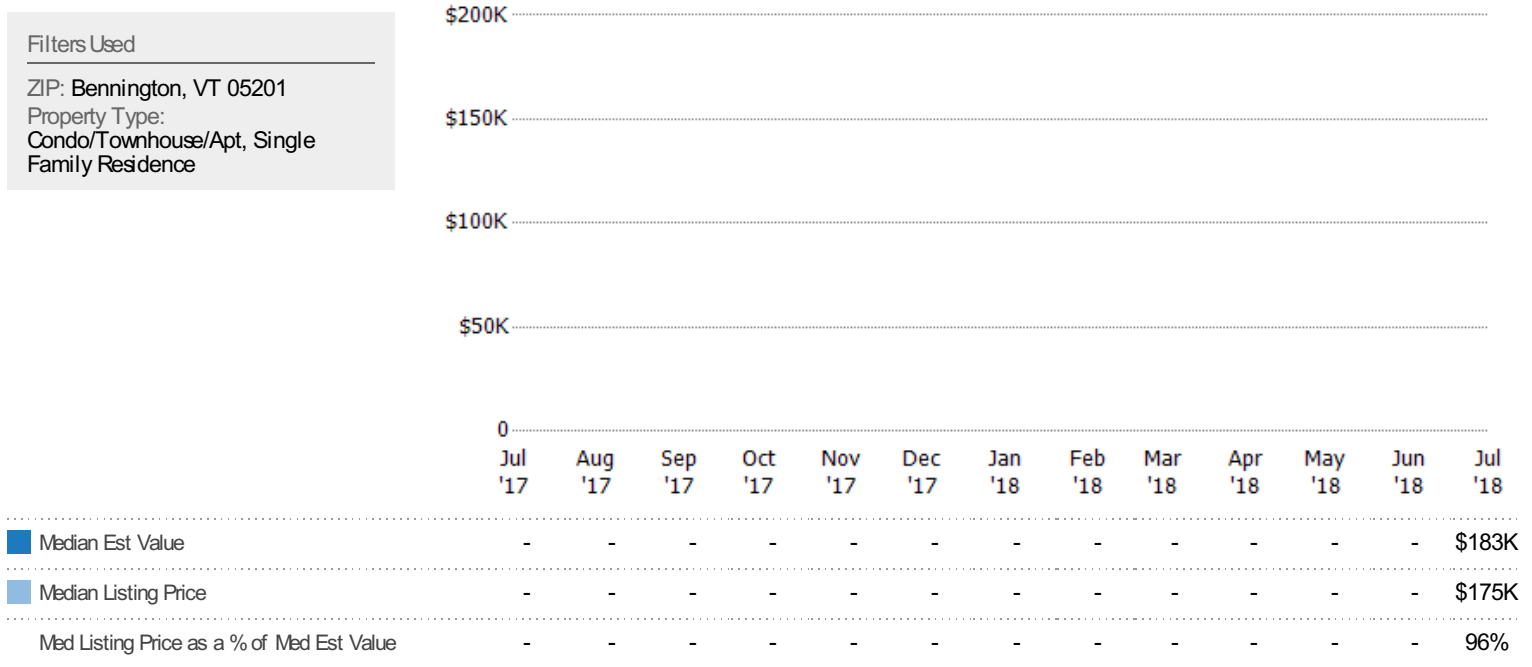 Filters Used
ZIP: Bennington, VT 05201
Property Type:
Condo/Townhouse/Apt, Single
Family Residence
$200K
$150K
$100K
$50K
0
Jul Aug Sep Oct Nov Dec Jan Feb Mar Apr May Jun Jul
'17 '17 '17 '17 '17 '17 '18 '18 '18 '18 '18 '18 '18
Median Est Value - - - - - - - - - - - - $183K
Median Listing Price - - - - - - - - - - - - $175K
Med Listing Price as a % of Med Est Value - - - - - - - - - - - - 96%